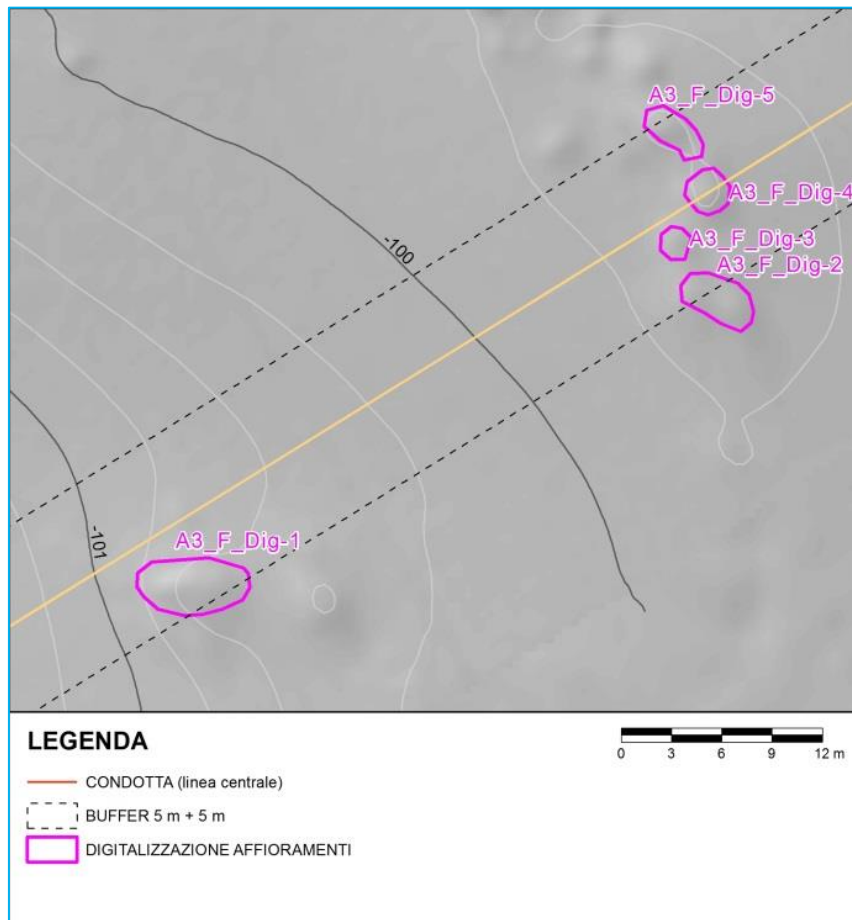 A3_F_Dig-5
A3_F_Dig-4
A3_F_Dig-3
A3_F_Dig-2
-100
-101
A3_F_Dig-1
LEGENDA
0 3 6 9 12 m
CONDOTTA (linea centrale)
BUFFER 5 m + 5 m
DIGITALIZZAZIONE AFFIORAMENTI